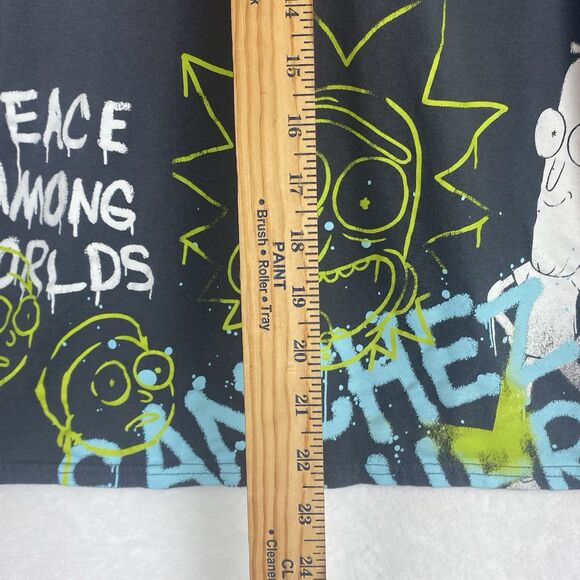 EACE
AMONG
ORLDS
14
15
16
17
18
19
20
21
22
23
24
PAINT
• Brush • Roller • Tray
• Cleaner
CL